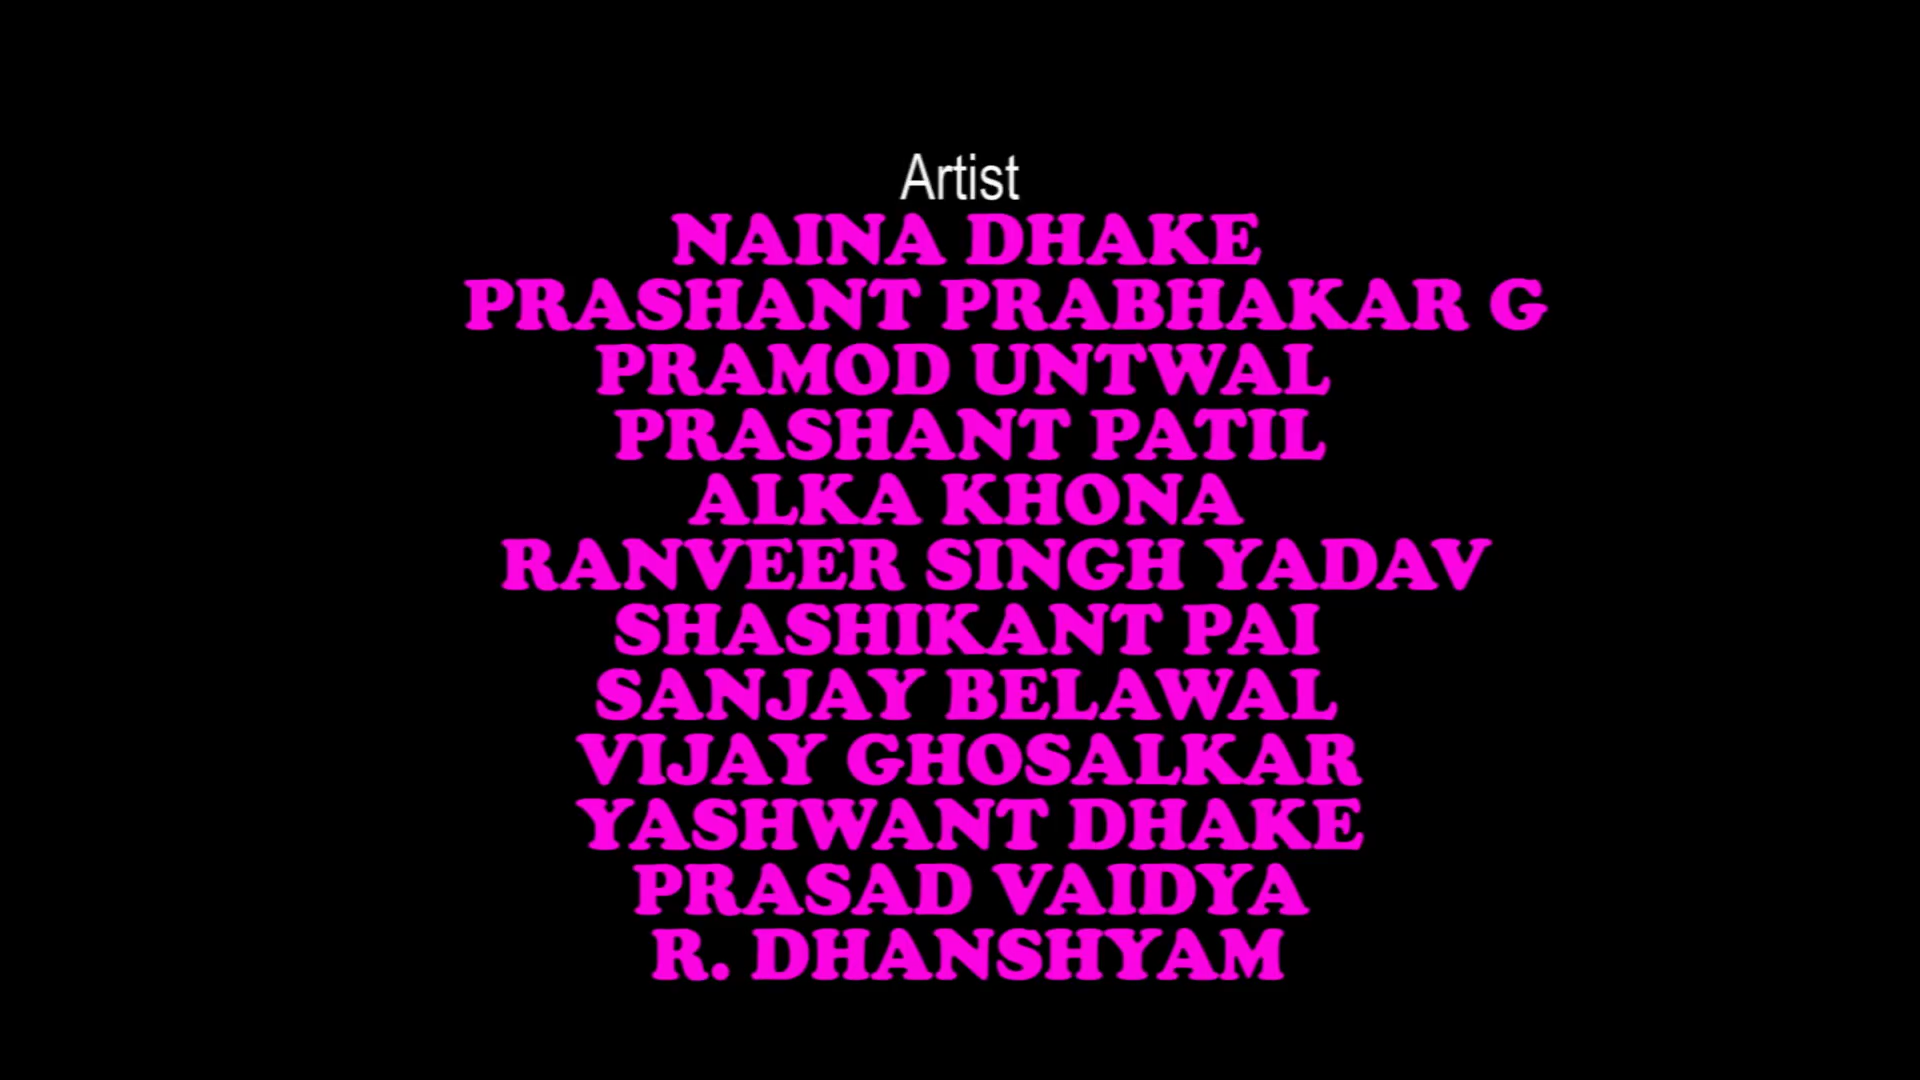 Artist
NAINA DHAKE
PRASHANT PRABHAKAR G
PRAMOD UNTWAL
PRASHANT PATIL
ALKA KHONA
RANVEER SINGH YADAV
SHASHIKANT PAI
SANJAY BELAWAL
VIJAY GHOSALKAR
YASHWANT DHAKE
PRASAD VAIDYA
R. DHANSHYAM